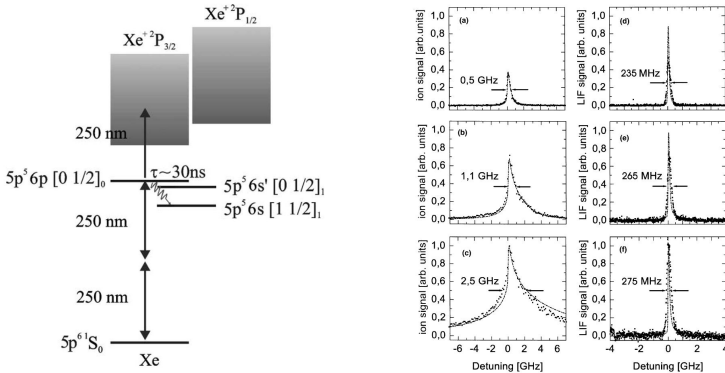 Xe⁺²P₁/₂
Xe⁺²P₃/₂
250 nm
5p⁵6p [0 1/2]₀
τ~30ns
5p⁵6s' [0 1/2]₁
5p⁵6s [1 1/2]₁
250 nm
250 nm
5p⁶ ¹S₀
Xe
(a)
ion signal [arb.units]
1,0
0,8
0,6
0,4
0,2
0,0
0,5 GHz
(b)
ion signal [arb. units]
1,0
0,8
0,6
0,4
0,2
0,0
1,1 GHz
(c)
ion signal [arb. units]
1,0
0,8
0,6
0,4
0,2
0,0
2,5 GHz
-6 -4 -2 0 2 4 6
Detuning [GHz]
(d)
LIF signal [arb. units]
1,0
0,8
0,6
0,4
0,2
0,0
235 MHz
(e)
LIF signal [arb. units]
1,0
0,8
0,6
0,4
0,2
0,0
265 MHz
(f)
LIF signal [arb. units]
1,0
0,8
0,6
0,4
0,2
0,0
275 MHz
-4 -2 0 2 4
Detuning [GHz]